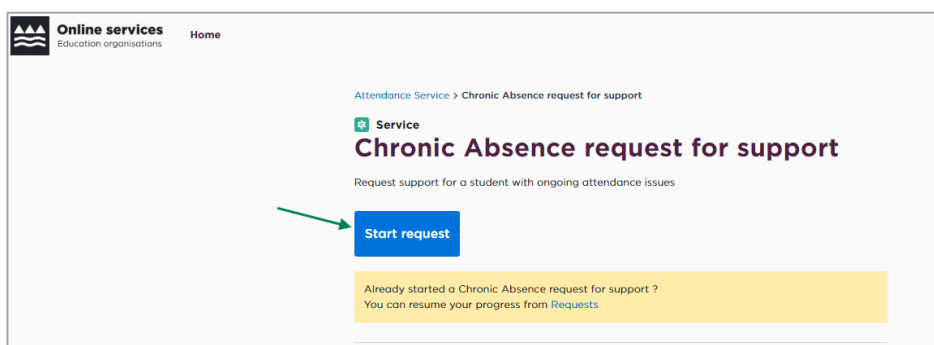 Online services
Education organisations
Home
Attendance Service > Chronic Absence request for support
Service
Chronic Absence request for support
Request support for a student with ongoing attendance issues
Start request
Already started a Chronic Absence request for support ?
You can resume your progress from Requests